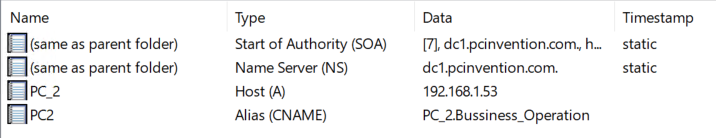 Name Type Data Timestamp
(same as parent folder) Start of Authority (SOA) [7], dc1.pcinvention.com., h... static
(same as parent folder) Name Server (NS) dc1.pcinvention.com. static
PC_2 Host (A) 192.168.1.53
PC2 Alias (CNAME) PC_2.Bussiness_Operation